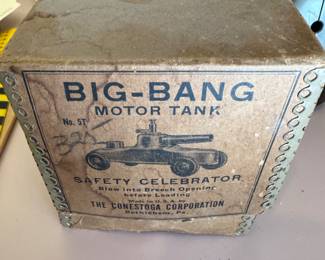 BIG-BANG
MOTOR TANK
No. 5T
SAFETY CELEBRATOR
Blow into Breech Opening
before Loading
Made in U.S.A. by
THE CONESTOGA CORPORATION
Bethlehem, Pa.